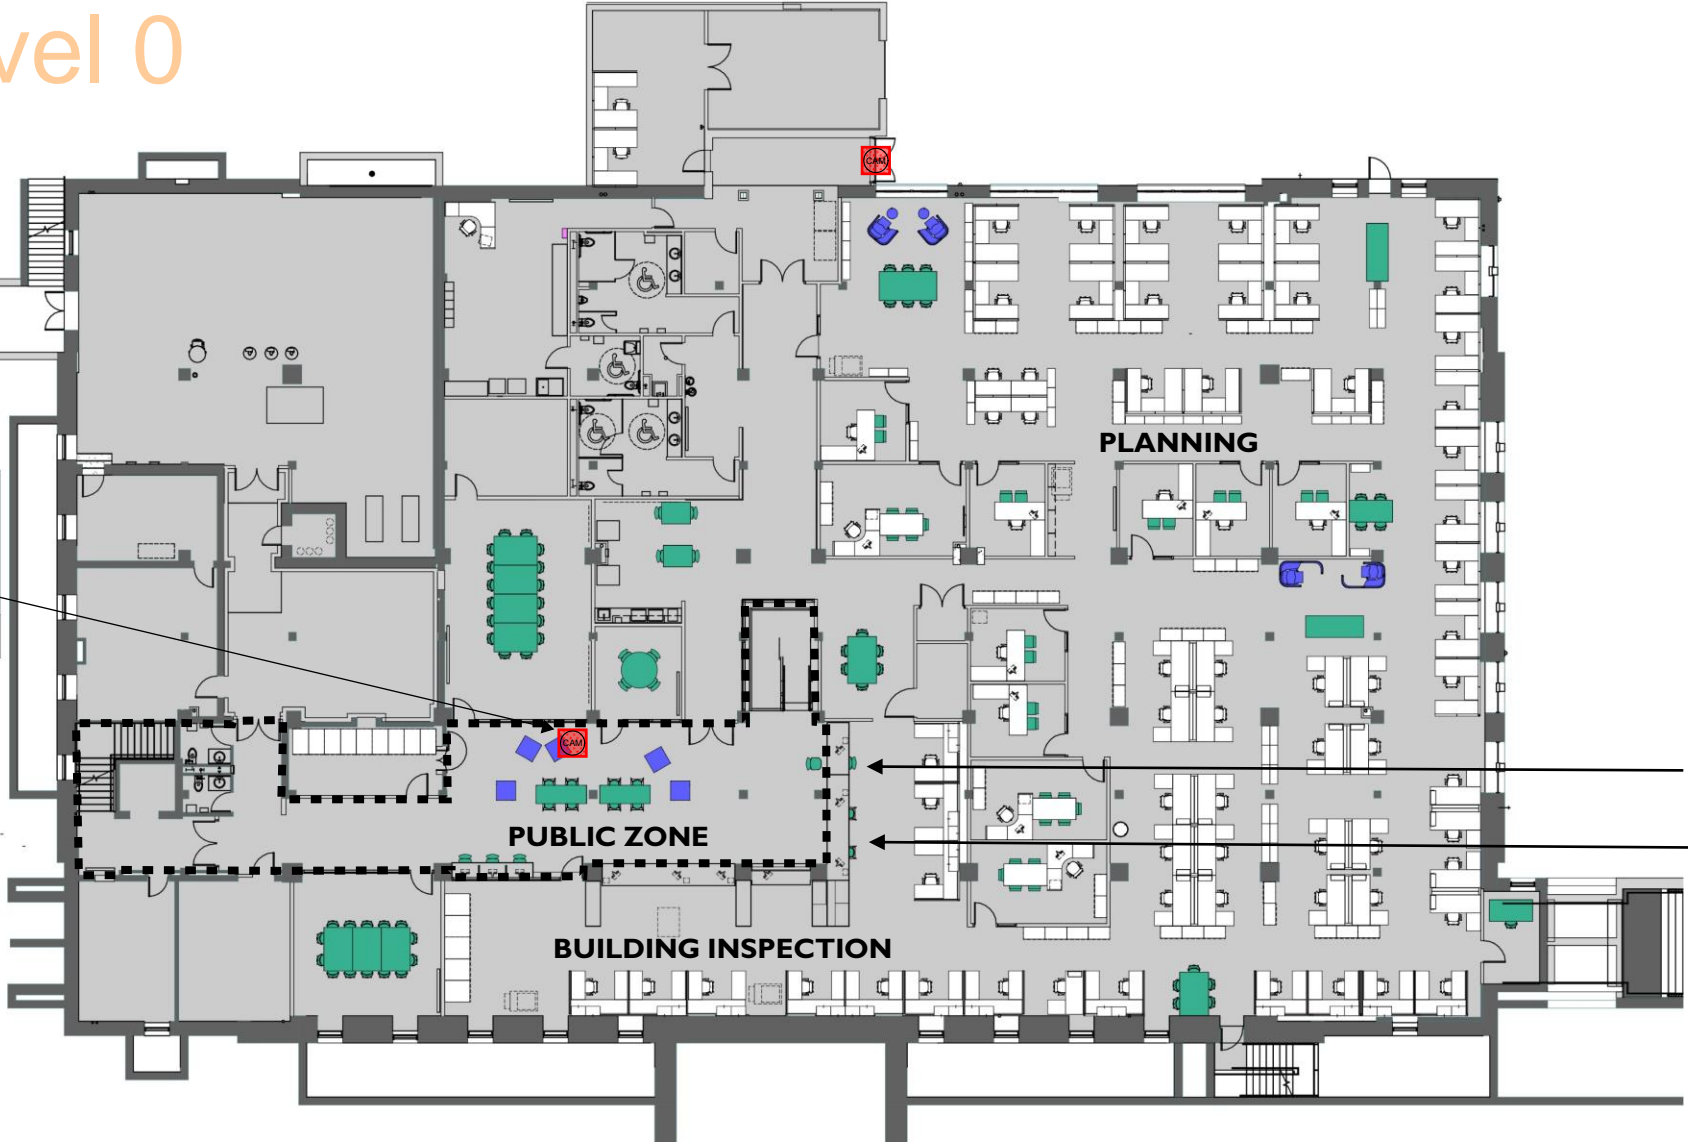 vel 0
CAM
PLANNING
CAM
PUBLIC ZONE
BUILDING INSPECTION